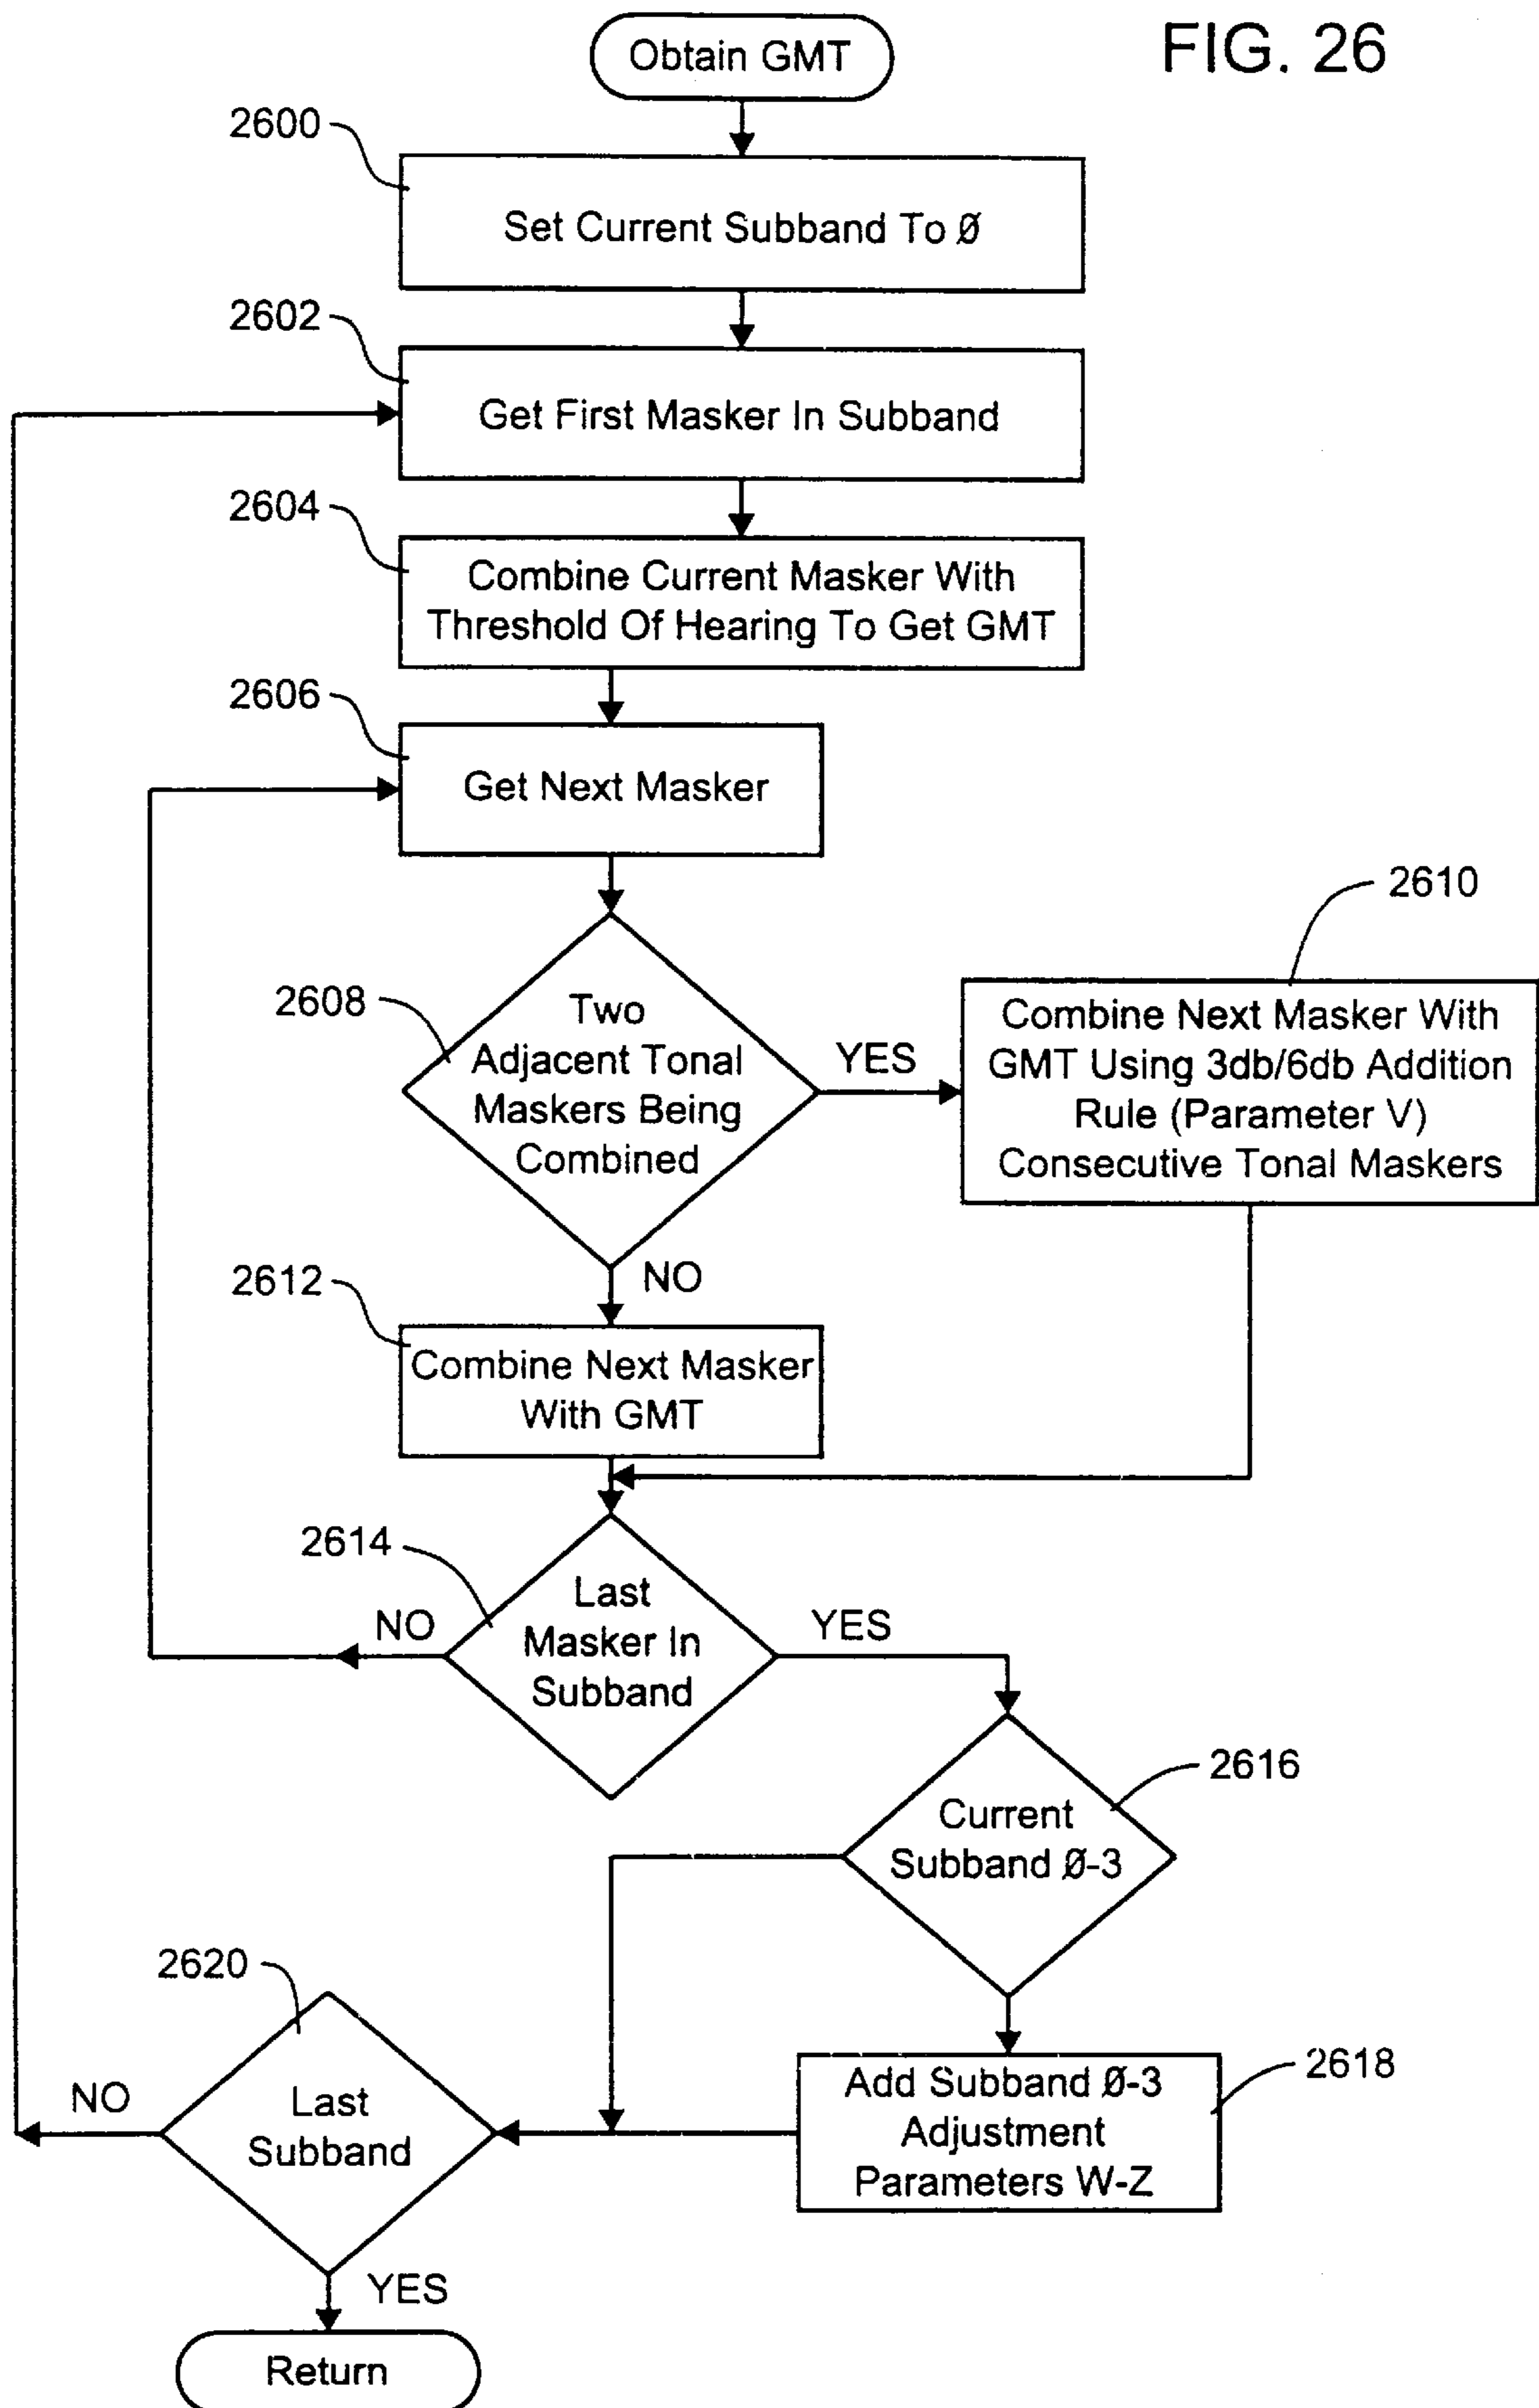 FIG. 26
Obtain GMT
2600
Set Current Subband To Ø
2602
Get First Masker In Subband
2604
Combine Current Masker With
Threshold Of Hearing To Get GMT
2606
Get Next Masker
2608
Two
Adjacent Tonal
Maskers Being
Combined
YES
2610
Combine Next Masker With
GMT Using 3db/6db Addition
Rule (Parameter V)
Consecutive Tonal Maskers
NO
2612
Combine Next Masker
With GMT
2614
Last
Masker In
Subband
NO
YES
2616
Current
Subband Ø-3
2618
Add Subband Ø-3
Adjustment
Parameters W-Z
2620
Last
Subband
NO
YES
Return